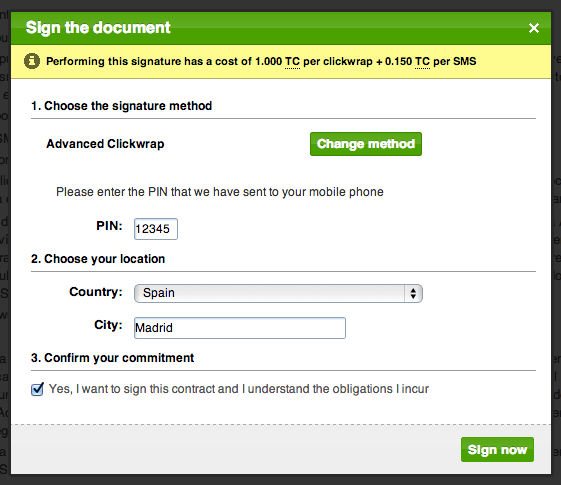 Sign the document
Performing this signature has a cost of 1.000 TC per clickwrap + 0.150 TC per SMS
1. Choose the signature method
Advanced Clickwrap
Change method
Please enter the PIN that we have sent to your mobile phone
PIN: 12345
2. Choose your location
Country: Spain
City: Madrid
3. Confirm your commitment
Yes, I want to sign this contract and I understand the obligations I incur
Sign now